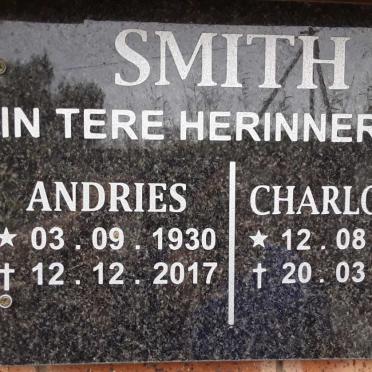 SMITH
IN TERE HERINNER
ANDRIES
★ 03 . 09 . 1930
† 12 . 12 . 2017
CHARLO
★ 12 . 08
† 20 . 03